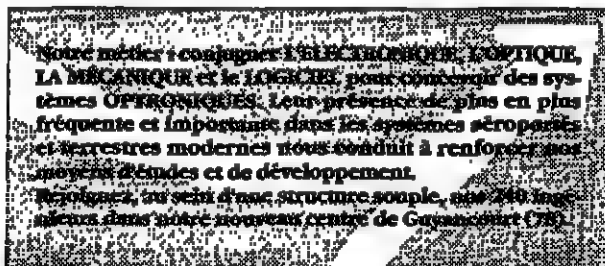 Notre métier : conjuguer L'ELECTRONIQUE, L'OPTIQUE,
LA MÉCANIQUE et le LOGICIEL pour concevoir des sys-
tèmes OPTRONIQUES. Leur présence de plus en plus
fréquente et importante dans les systèmes aéroportés
et terrestres modernes nous conduit à renforcer nos
moyens d'études et de développement.
Rejoignez, au sein d'une structure souple, nos 240 ingé-
nieurs dans notre nouveau centre de Guyancourt (78).